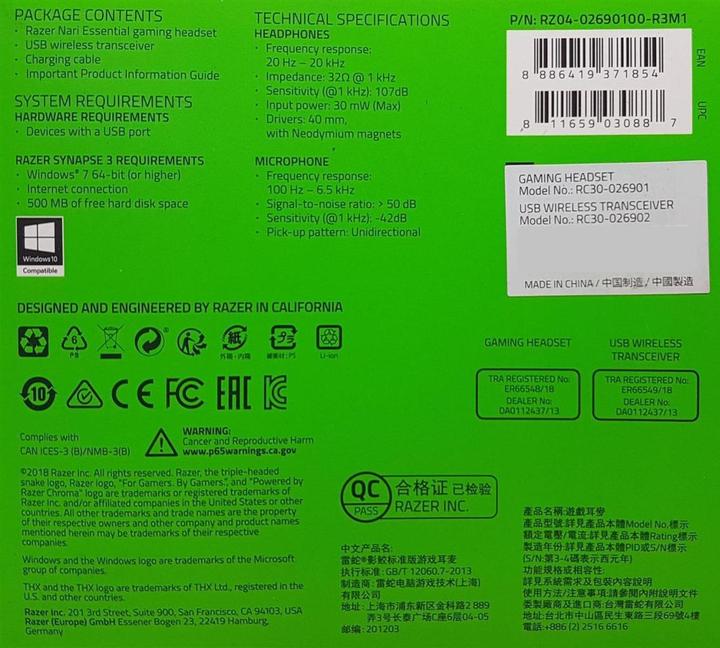 PACKAGE CONTENTS
· Razer Nari Essential gaming headset
· USB wireless transceiver
· Charging cable
· Important Product Information Guide
SYSTEM REQUIREMENTS
HARDWARE REQUIREMENTS
· Devices with a USB port
RAZER SYNAPSE 3 REQUIREMENTS
· Windows® 7 64-bit (or higher)
· Internet connection
· 500 MB of free hard disk space
Windows10
Compatible
TECHNICAL SPECIFICATIONS
HEADPHONES
· Frequency response:
20 Hz – 20 kHz
· Impedance: 32Ω @ 1 kHz
· Sensitivity (@1 kHz): 107dB
· Input power: 30 mW (Max)
· Drivers: 40 mm,
with Neodymium magnets
MICROPHONE
· Frequency response:
100 Hz – 6.5 kHz
· Signal-to-noise ratio: > 50 dB
· Sensitivity (@1 kHz): -42dB
· Pick-up pattern: Unidirectional
P/N: RZ04-02690100-R3M1
8 886419 371854
EAN
8 11659 03088 7
UPC
GAMING HEADSET
Model No.: RC30-026901
USB WIRELESS TRANSCEIVER
Model No.: RC30-026902
MADE IN CHINA / 中国制造 / 中國製造
DESIGNED AND ENGINEERED BY RAZER IN CALIFORNIA
6
PS
紙
外箱·内箱
プラ
緩衝材: PS
Li-ion
10
CE FC EAC KC
Complies with
CAN ICES-3 (B)/NMB-3(B)
WARNING:
Cancer and Reproductive Harm
www.p65warnings.ca.gov
GAMING HEADSET
TRA REGISTERED No:
ER66548/18
DEALER No:
DA0112437/13
USB WIRELESS
TRANSCEIVER
TRA REGISTERED No:
ER66549/18
DEALER No:
DA0112437/13
©2018 Razer Inc. All rights reserved. Razer, the triple-headed
snake logo, Razer logo, "For Gamers. By Gamers.", and "Powered by
Razer Chroma" logo are trademarks or registered trademarks of
Razer Inc. and/or affiliated companies in the United States or other
countries. All other trademarks and trade names are the property
of their respective owners and other company and product names
mentioned herein may be trademarks of their respective
companies.
Windows and the Windows logo are trademarks of the Microsoft
group of companies.
THX and the THX logo are trademarks of THX Ltd., registered in the
U.S. and other countries.
Razer Inc. 201 3rd Street, Suite 900, San Francisco, CA 94103, USA
Razer (Europe) GmbH Essener Bogen 23, 22419 Hamburg,
Germany
QC
PASS
合格证 已检验
RAZER INC.
中文产品名:
雷蛇®影鲛标准版游戏耳麦
执行标准: GB/T 12060.7-2013
制造商: 雷蛇电脑游戏技术(上海)
有限公司
地址: 上海市浦东新区金科路2 889
弄3号长泰广场C座6层04-05
邮编: 201203
產品名稱:遊戲耳麥
產品型號:詳見產品本體Model No.標示
額定電壓/電流:詳見產品本體Rating標示
製造年份:詳見產品本體PID或S/N標示
(S/N:第3-4碼表示西元年)
功能規格或相容性:
詳見系統需求及包裝內容說明
使用方法/注意事項:請參閱內附說明
委製廠商及進口商:台灣雷蛇有限公司
地址:台北市中山區民生東路三段69號4樓
電話:+886 (2) 2516 6616